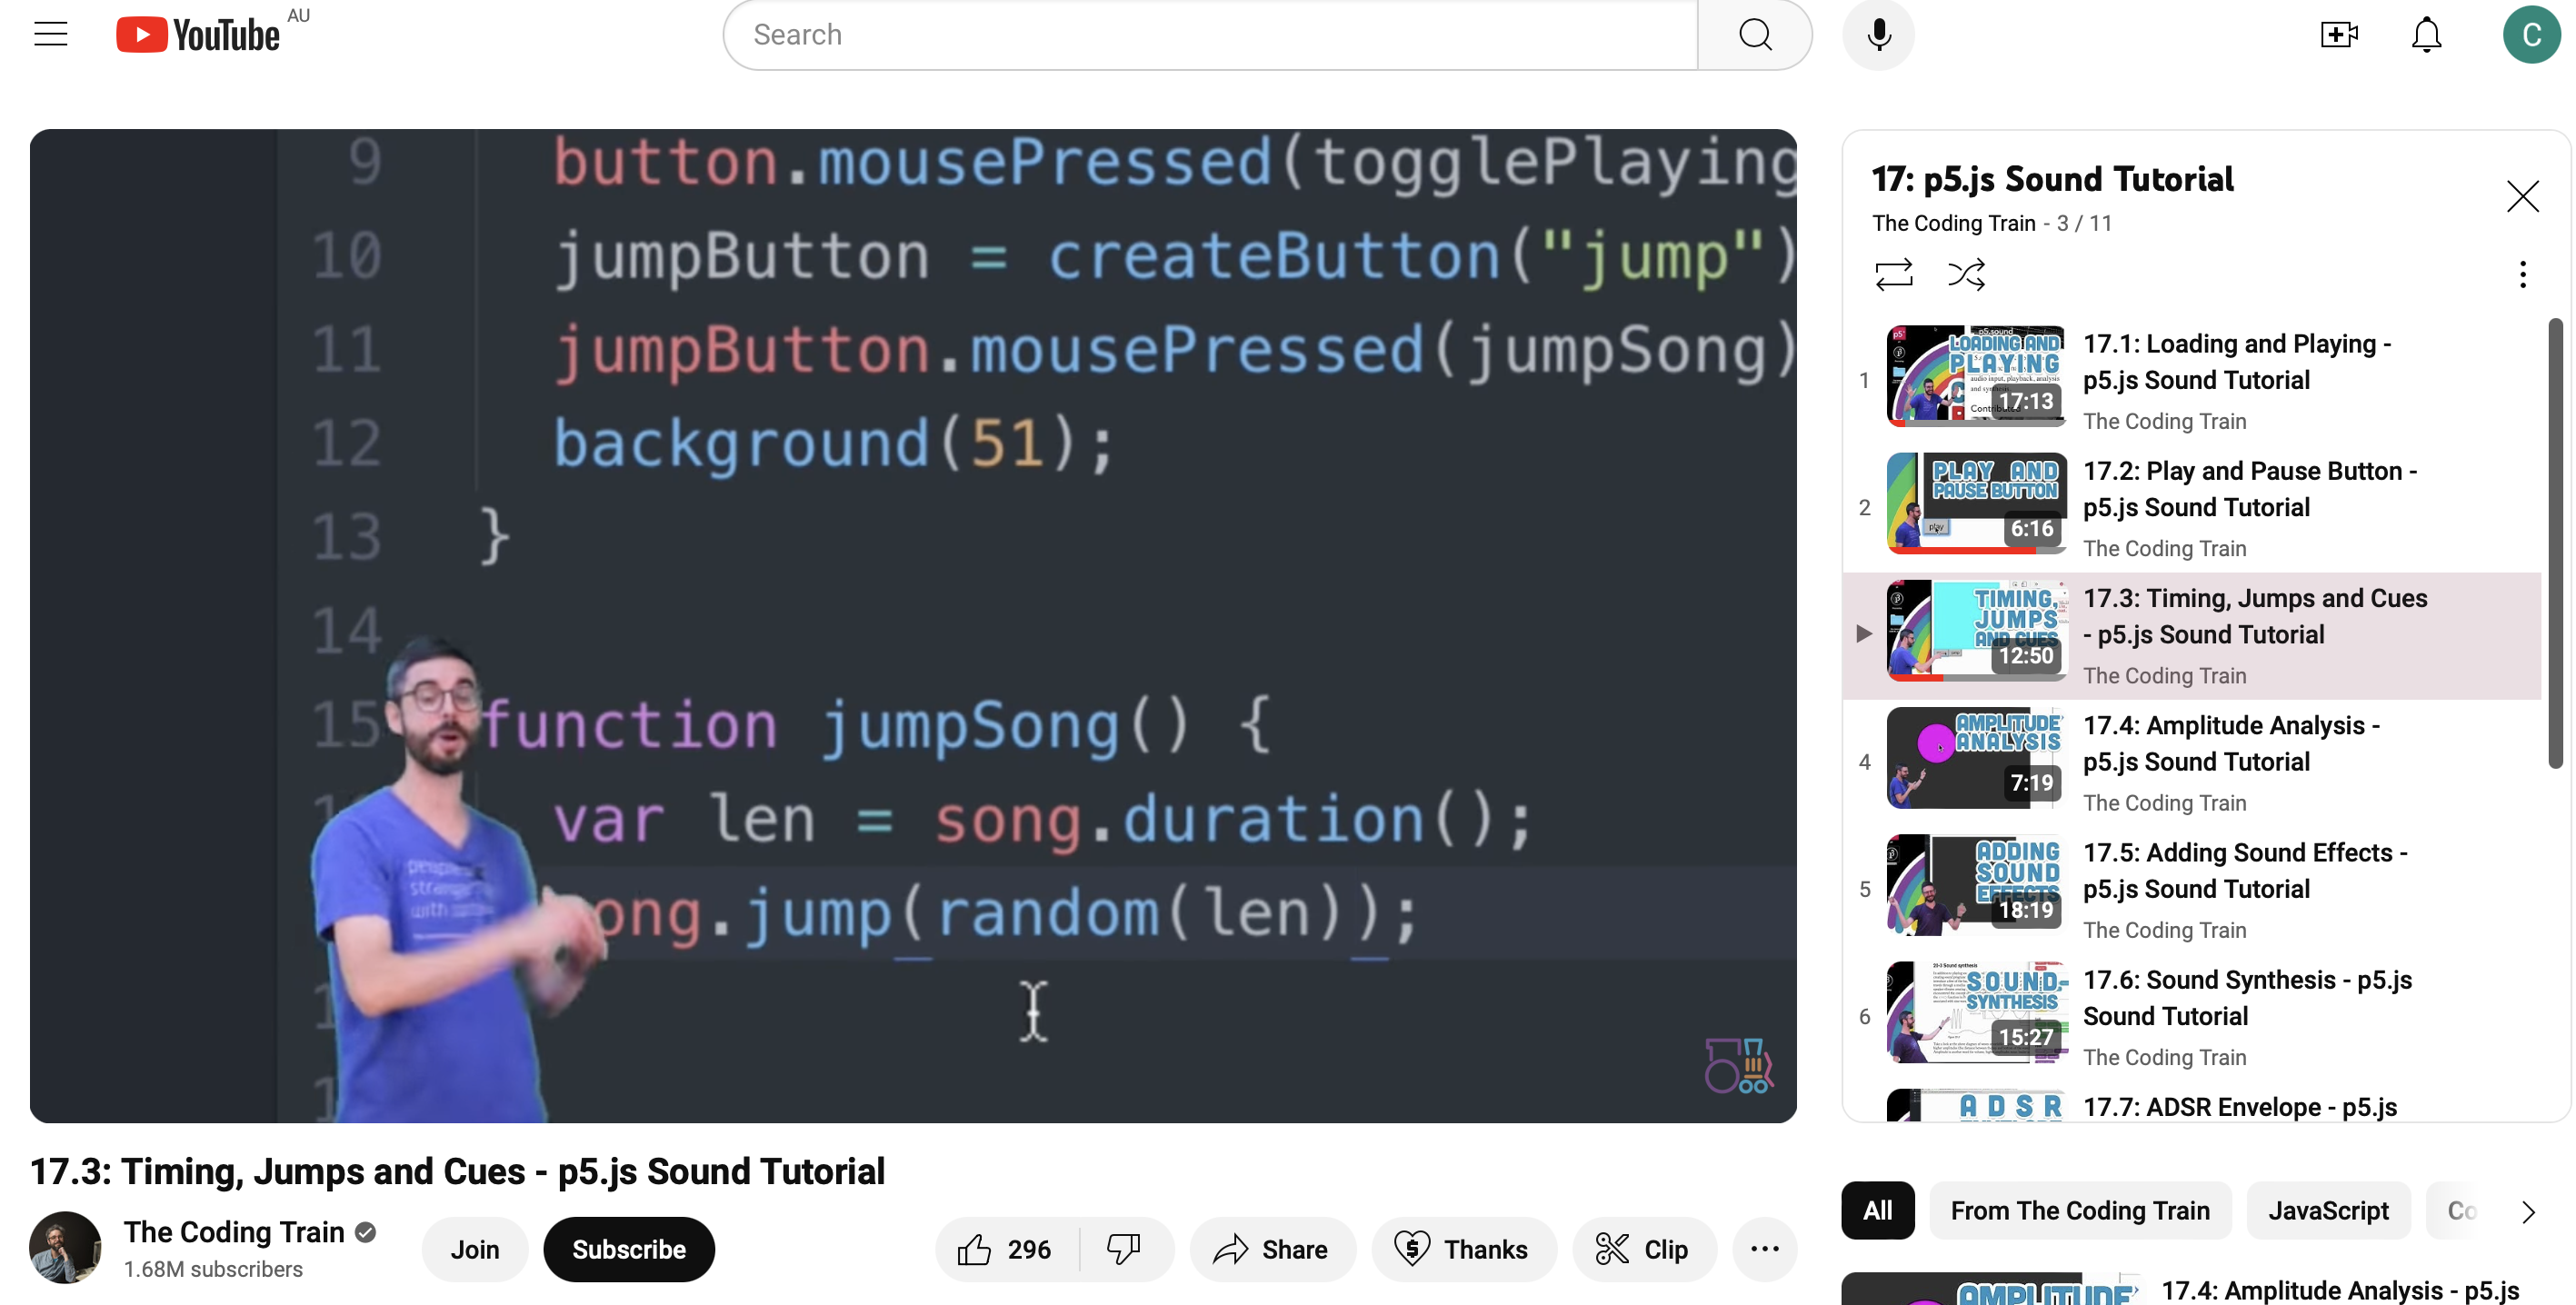 YouTube AU
Search
C
9 button.mousePressed(togglePlaying
10 jumpButton = createButton("jump")
11 jumpButton.mousePressed(jumpSong)
12 background(51);
13 }
14
15 function jumpSong() {
var len = song.duration();
ong.jump(random(len));
people
with
17: p5.js Sound Tutorial
The Coding Train - 3 / 11
1
LOADING AND
PLAYING
17:13
17.1: Loading and Playing -
p5.js Sound Tutorial
The Coding Train
2
PLAY AND
PAUSE BUTTON
play
6:16
17.2: Play and Pause Button -
p5.js Sound Tutorial
The Coding Train
TIMING,
JUMPS
AND CUES
12:50
17.3: Timing, Jumps and Cues
- p5.js Sound Tutorial
The Coding Train
4
AMPLITUDE
ANALYSIS
7:19
17.4: Amplitude Analysis -
p5.js Sound Tutorial
The Coding Train
5
ADDING
SOUND
EFFECTS
18:19
17.5: Adding Sound Effects -
p5.js Sound Tutorial
The Coding Train
6
SOUND
SYNTHESIS
15:27
17.6: Sound Synthesis - p5.js
Sound Tutorial
The Coding Train
A D S R
17.7: ADSR Envelope - p5.js
17.3: Timing, Jumps and Cues - p5.js Sound Tutorial
The Coding Train
1.68M subscribers
Join
Subscribe
296
Share
Thanks
Clip
All
From The Coding Train
JavaScript
Co
AMPLITUDE
17.4: Amplitude Analysis - p5.js